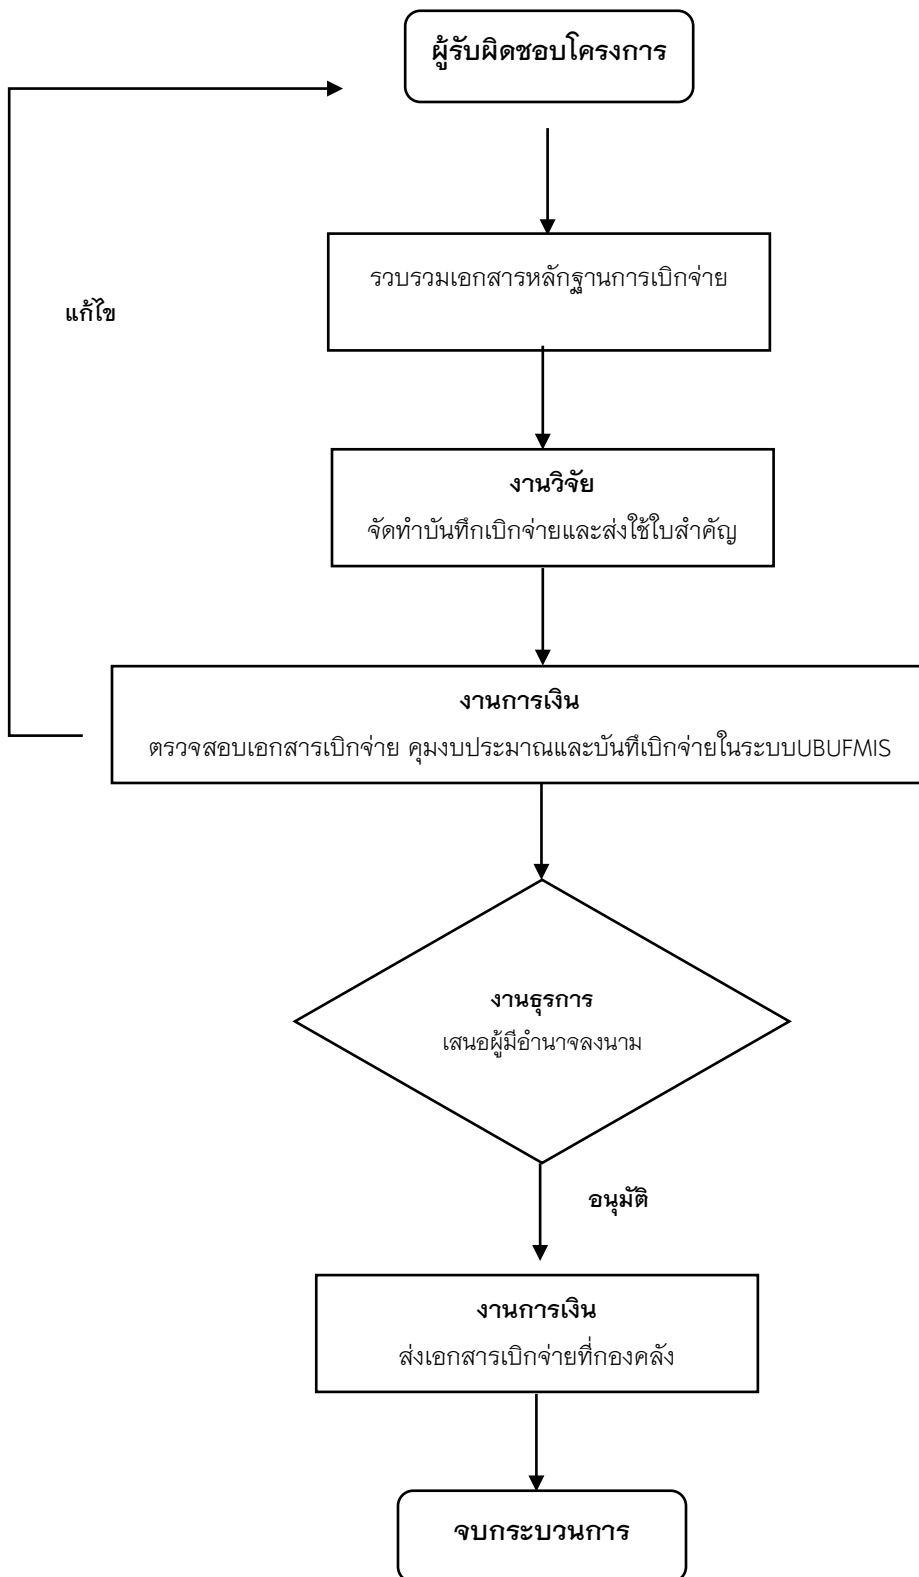 ผู้รับผิดชอบโครงการ
รวบรวมเอกสารหลักฐานการเบิกจ่าย
แก้ไข
งานวิจัย
จัดทำบันทึกเบิกจ่ายและส่งใช้ใบสำคัญ
งานการเงิน
ตรวจสอบเอกสารเบิกจ่าย คุมงบประมาณและบันทึเบิกจ่ายในระบบUBUFMIS
งานธุรการ
เสนอผู้มีอำนาจลงนาม
อนุมัติ
งานการเงิน
ส่งเอกสารเบิกจ่ายที่กองคลัง
จบกระบวนการ